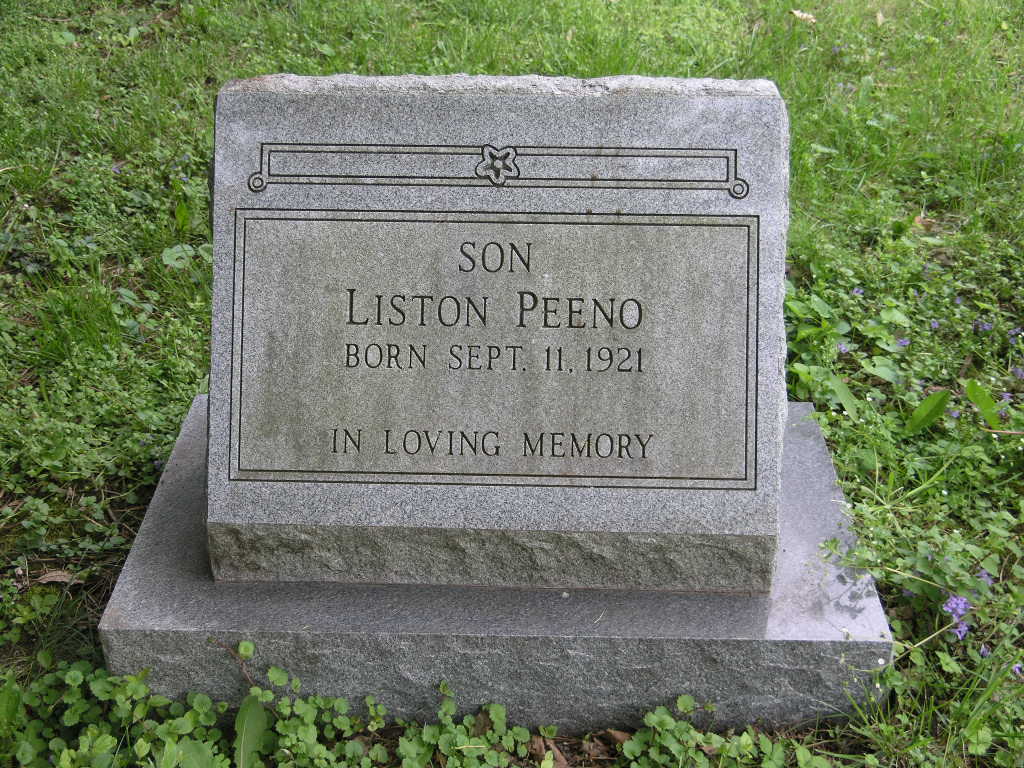 SON
LISTON PEENO
BORN SEPT. 11, 1921
IN LOVING MEMORY